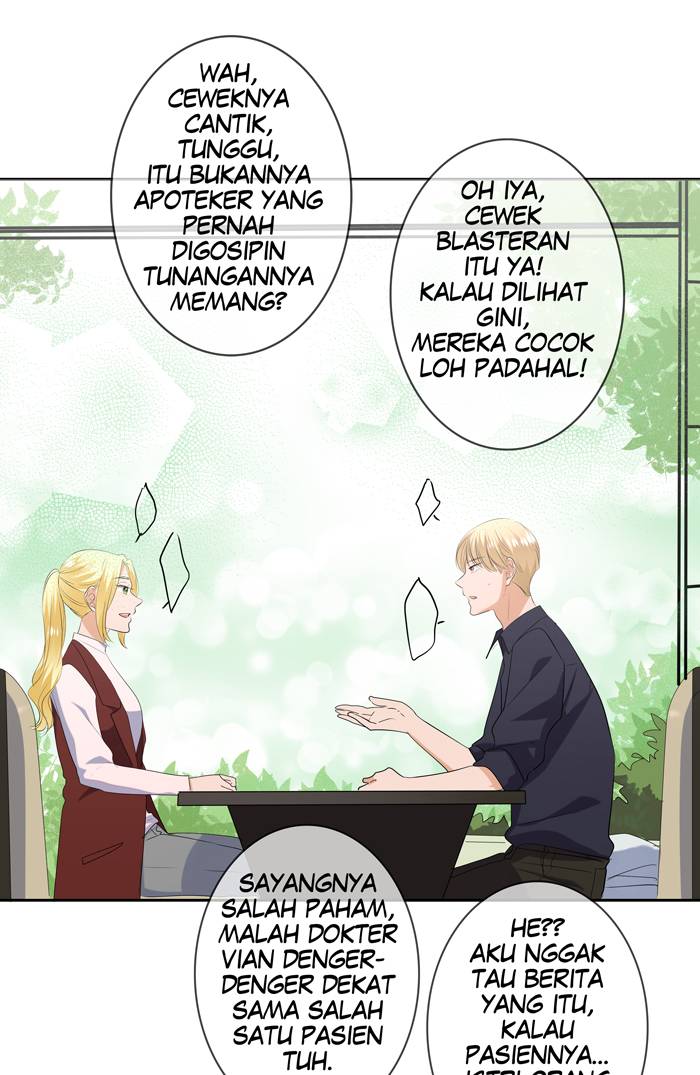 WAH,
CEWEKNYA
CANTIK,
TUNGGU,
ITU BUKANNYA
APOTEKER YANG
PERNAH
DIGOSIPIN
TUNANGANNYA
MEMANG?
OH IYA,
CEWEK
BLASTERAN
ITU YA!
KALAU DILIHAT
GINI,
MEREKA COCOK
LOH PADAHAL!
SAYANGNYA
SALAH PAHAM,
MALAH DOKTER
VIAN DENGER-
DENGER DEKAT
SAMA SALAH
SATU PASIEN
TUH.
HE??
AKU NGGAK
TAU BERITA
YANG ITU,
KALAU
PASIENNYA...